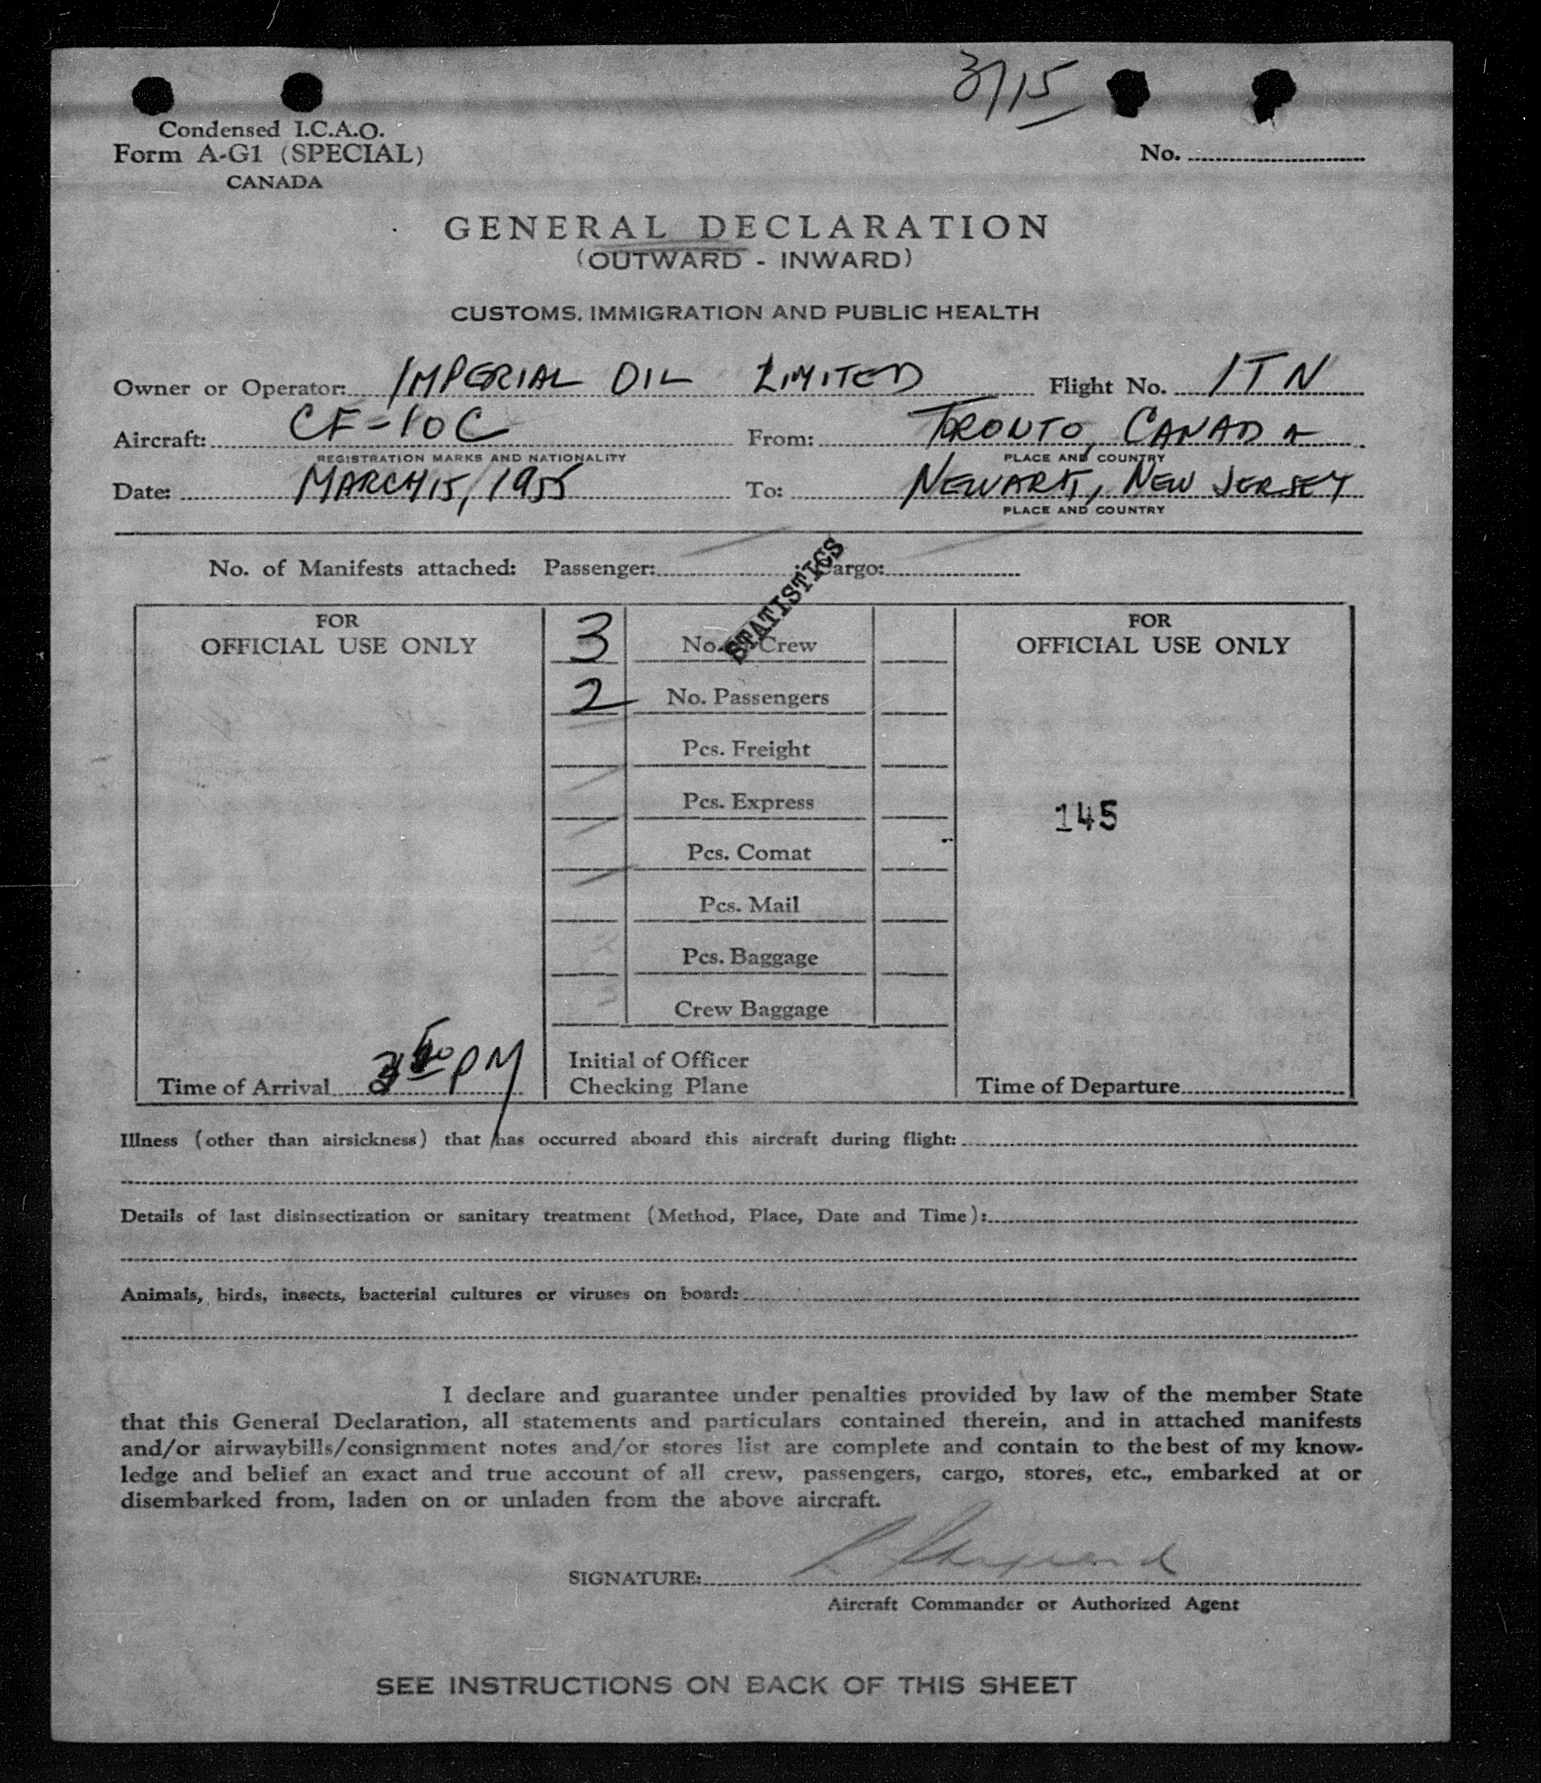 3/15
Condensed I.C.A.O.
Form A-G1 (SPECIAL)
CANADA
No.
GENERAL DECLARATION
(OUTWARD - INWARD)
CUSTOMS, IMMIGRATION AND PUBLIC HEALTH
Owner or Operator: IMPERIAL OIL LIMITED Flight No. ITN
Aircraft: CF-IOC From: TORONTO, CANADA
REGISTRATION MARKS AND NATIONALITY PLACE AND COUNTRY
Date: MARCH 15, 1955 To: NEWARK, NEW JERSEY
PLACE AND COUNTRY
No. of Manifests attached: Passenger: Cargo:
STATISTICS
FOR OFFICIAL USE ONLY
3 No. Crew
2 No. Passengers
Pcs. Freight
Pcs. Express
Pcs. Comat
Pcs. Mail
2 Pcs. Baggage
3 Crew Baggage
FOR OFFICIAL USE ONLY
145
Time of Arrival PM
Initial of Officer
Checking Plane
Time of Departure
Illness (other than airsickness) that has occurred aboard this aircraft during flight:
Details of last disinsectization or sanitary treatment (Method, Place, Date and Time):
Animals, birds, insects, bacterial cultures or viruses on board:
I declare and guarantee under penalties provided by law of the member State
that this General Declaration, all statements and particulars contained therein, and in attached manifests
and/or airwaybills/consignment notes and/or stores list are complete and contain to the best of my know-
ledge and belief an exact and true account of all crew, passengers, cargo, stores, etc., embarked at or
disembarked from, laden on or unladen from the above aircraft.
SIGNATURE:
Aircraft Commander or Authorized Agent
SEE INSTRUCTIONS ON BACK OF THIS SHEET